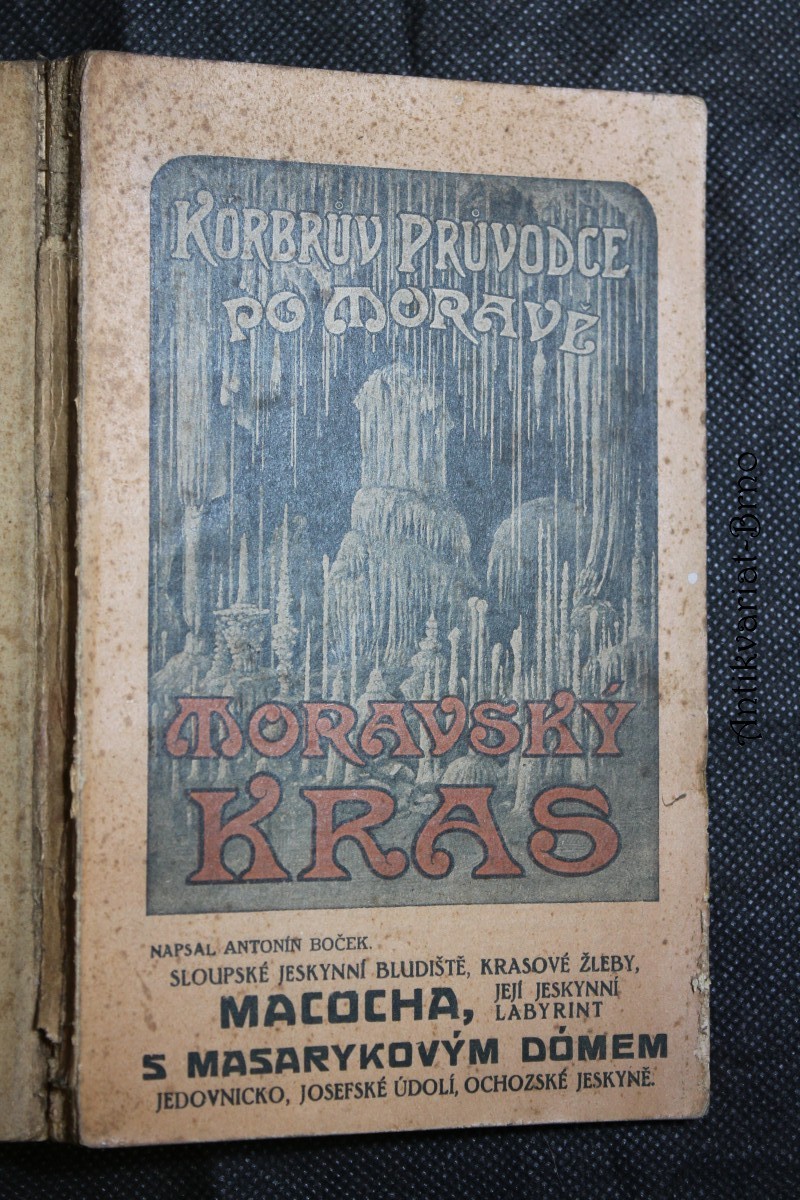 KÖRBRŮV PRŮVODCE
PO MORAVĚ
MORAVSKÝ
KRAS
NAPSAL ANTONÍN BOČEK.
SLOUPSKÉ JESKYNNÍ BLUDIŠTĚ, KRASOVÉ ŽLEBY,
MACOCHA, JEJÍ JESKYNNÍ
LABYRINT
S MASARYKOVÝM DÓMEM
JEDOVNICKO, JOSEFSKÉ ÚDOLÍ, OCHOZSKÉ JESKYNĚ.
Antikvariat-Brno